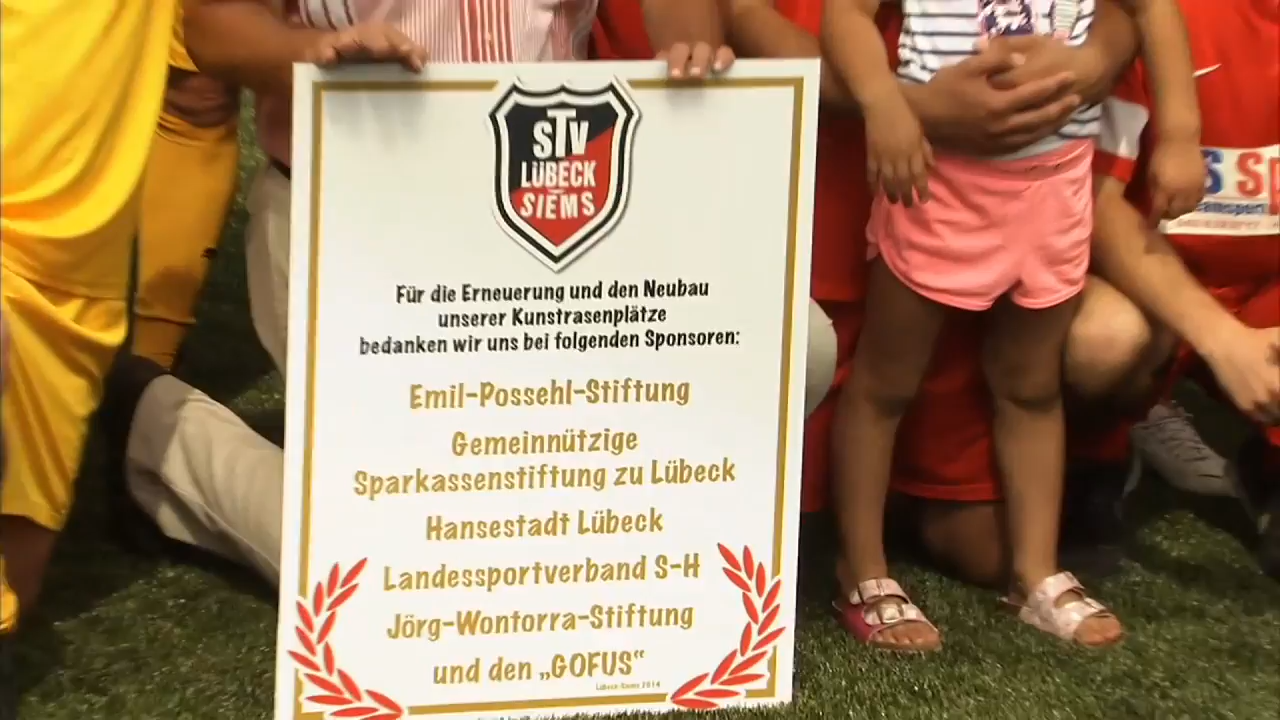 TSV
LÜBECK
SIEMS
Für die Erneuerung und den Neubau
unserer Kunstrasenplätze
bedanken wir uns bei folgenden Sponsoren:
Emil-Possehl-Stiftung
Gemeinnützige
Sparkassenstiftung zu Lübeck
Hansestadt Lübeck
Landessportverband S-H
Jörg-Wontorra-Stiftung
und den „GOFUS“
Lübeck-Siems 2014